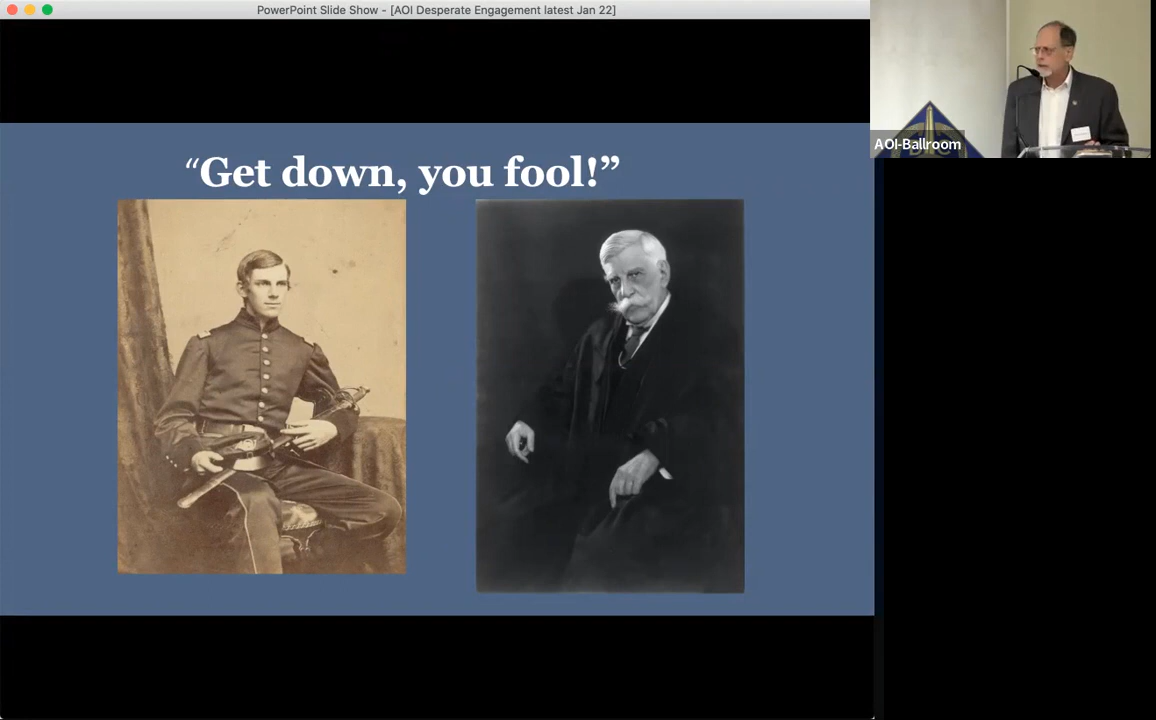 PowerPoint Slide Show - [AOI Desperate Engagement latest Jan 22]
“Get down, you fool!”
AOI-Ballroom